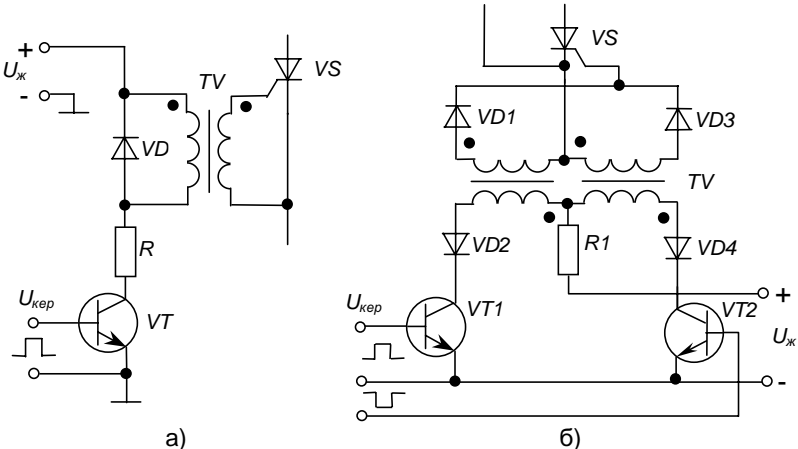 +
Uж
-
TV
VS
VD
R
Uкер
VT
а)
VS
VD1
VD3
TV
VD2
R1
VD4
Uкер
VT1
VT2
+
Uж
-
б)